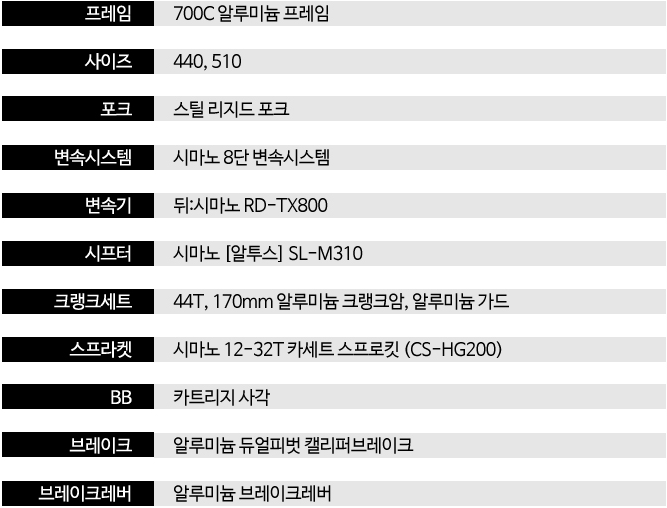 프레임 700C 알루미늄 프레임
사이즈 440, 510
포크 스틸 리지드 포크
변속시스템 시마노 8단 변속시스템
변속기 뒤:시마노 RD-TX800
시프터 시마노 [알투스] SL-M310
크랭크세트 44T, 170mm 알루미늄 크랭크암, 알루미늄 가드
스프라켓 시마노 12-32T 카세트 스프로킷 (CS-HG200)
BB 카트리지 사각
브레이크 알루미늄 듀얼피벗 캘리퍼브레이크
브레이크레버 알루미늄 브레이크레버